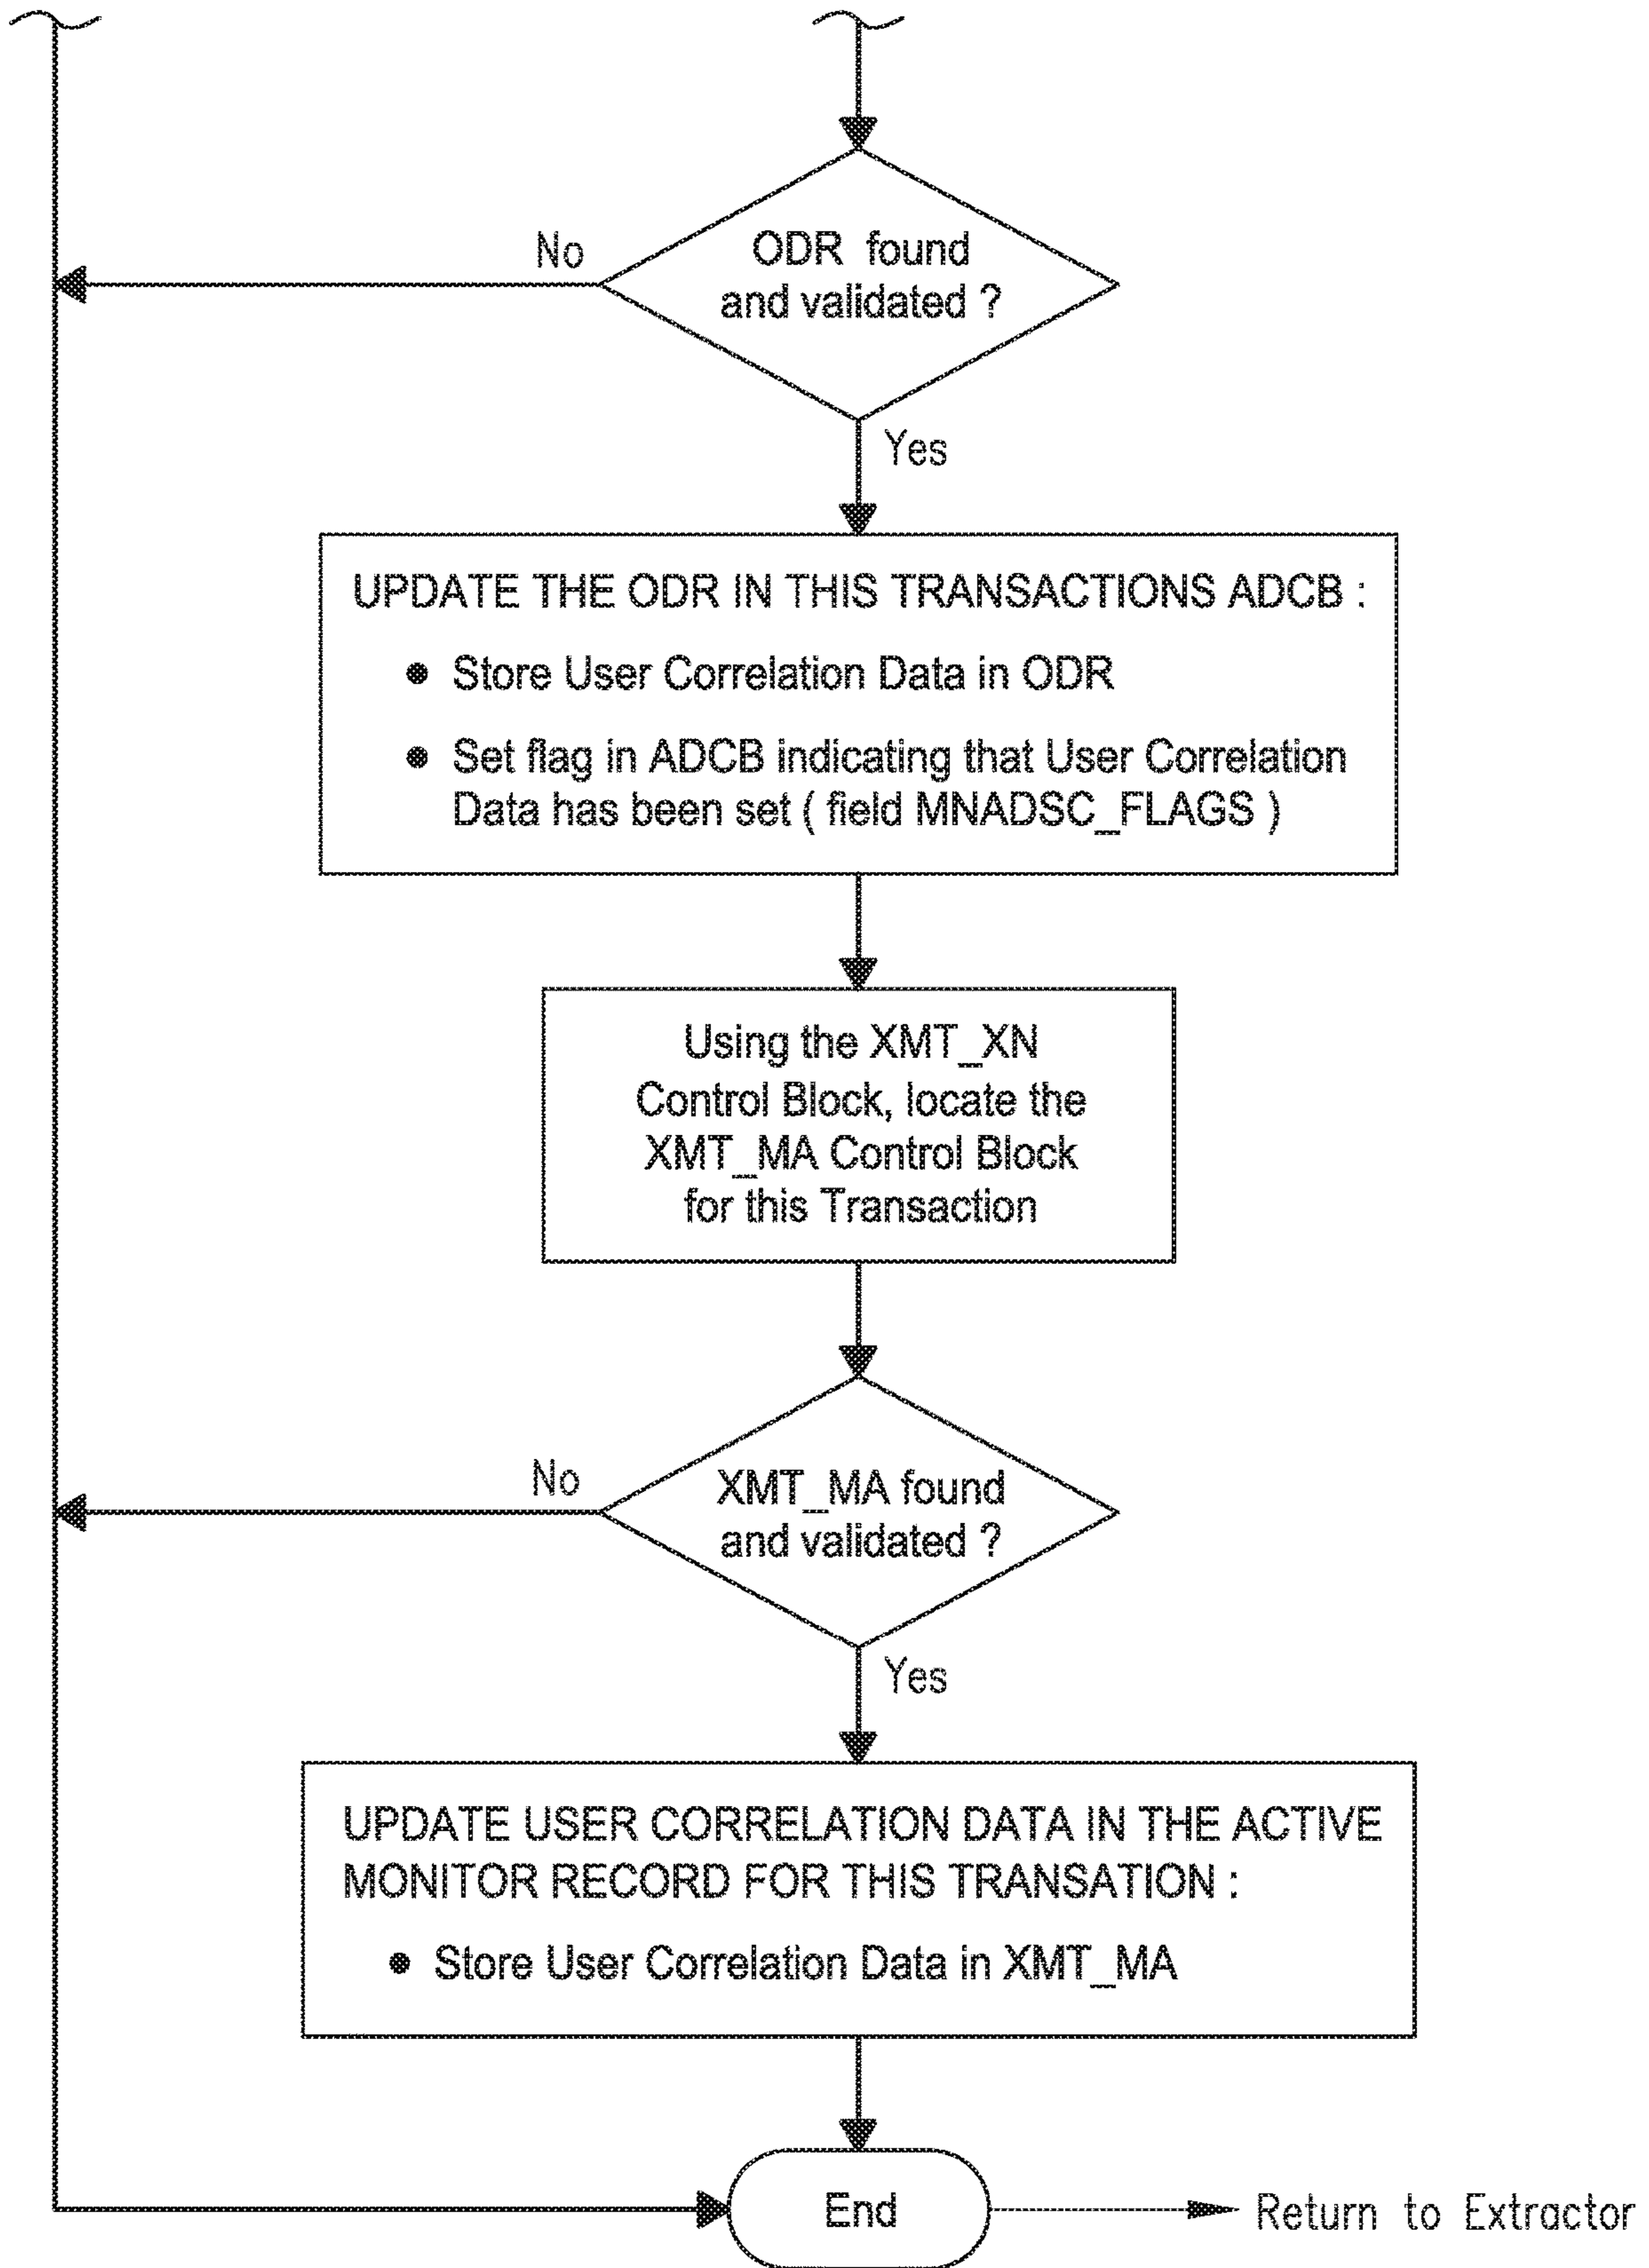 ODR found
No
and validated ?
Yes
UPDATE THE ODR IN THIS TRANSACTIONS ADCB :
● Store User Correlation Data in ODR
● Set flag in ADCB indicating that User Correlation
Data has been set ( field MNADSC_FLAGS )
Using the XMT_XN
Control Block, locate the
XMT_MA Control Block
for this Transaction
No
XMT_MA found
and validated ?
Yes
UPDATE USER CORRELATION DATA IN THE ACTIVE
MONITOR RECORD FOR THIS TRANSATION :
● Store User Correlation Data in XMT_MA
End
Return to Extractor